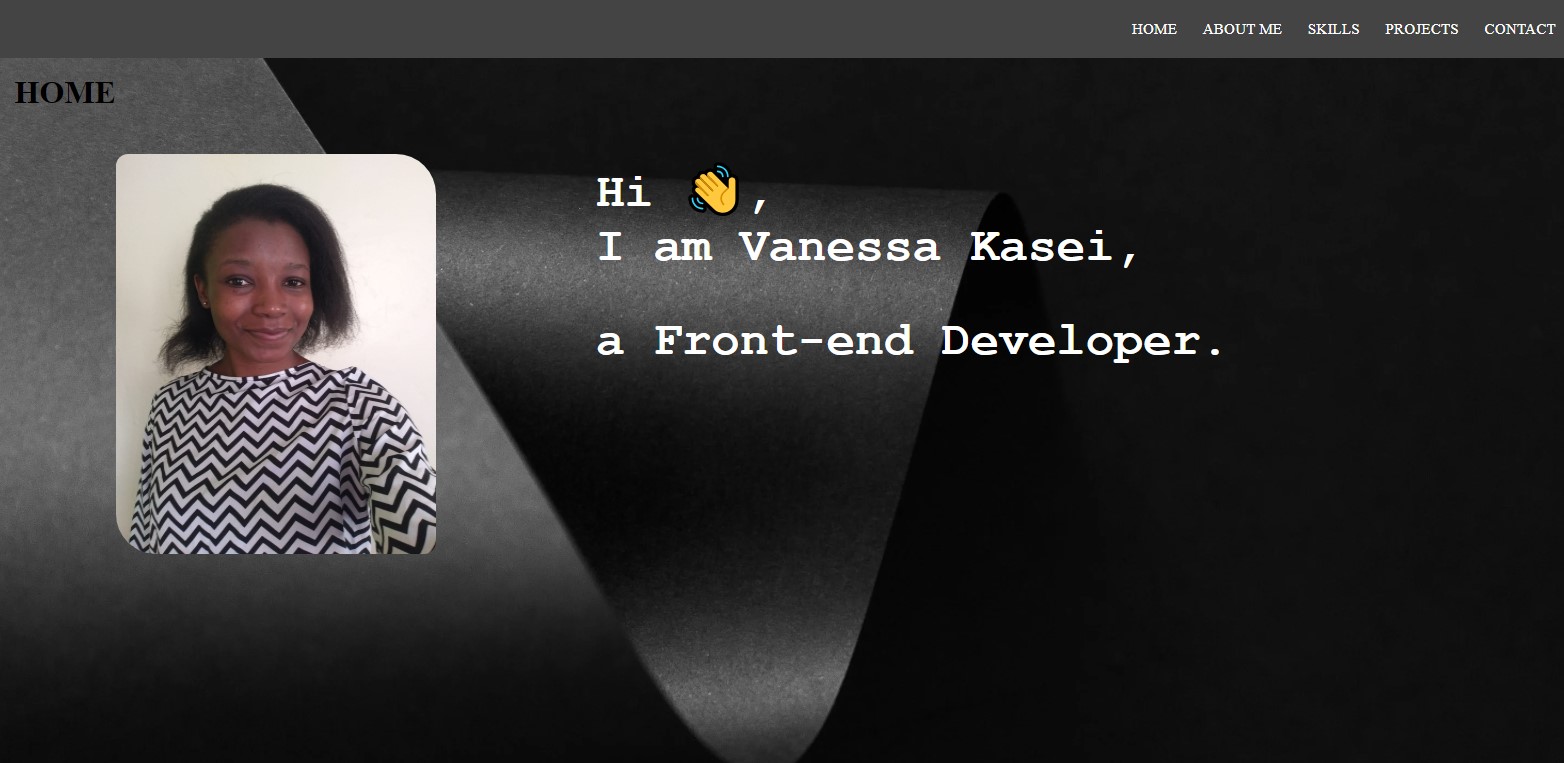 HOME ABOUT ME SKILLS PROJECTS CONTACT
HOME
Hi 👋,
I am Vanessa Kasei,
a Front-end Developer.